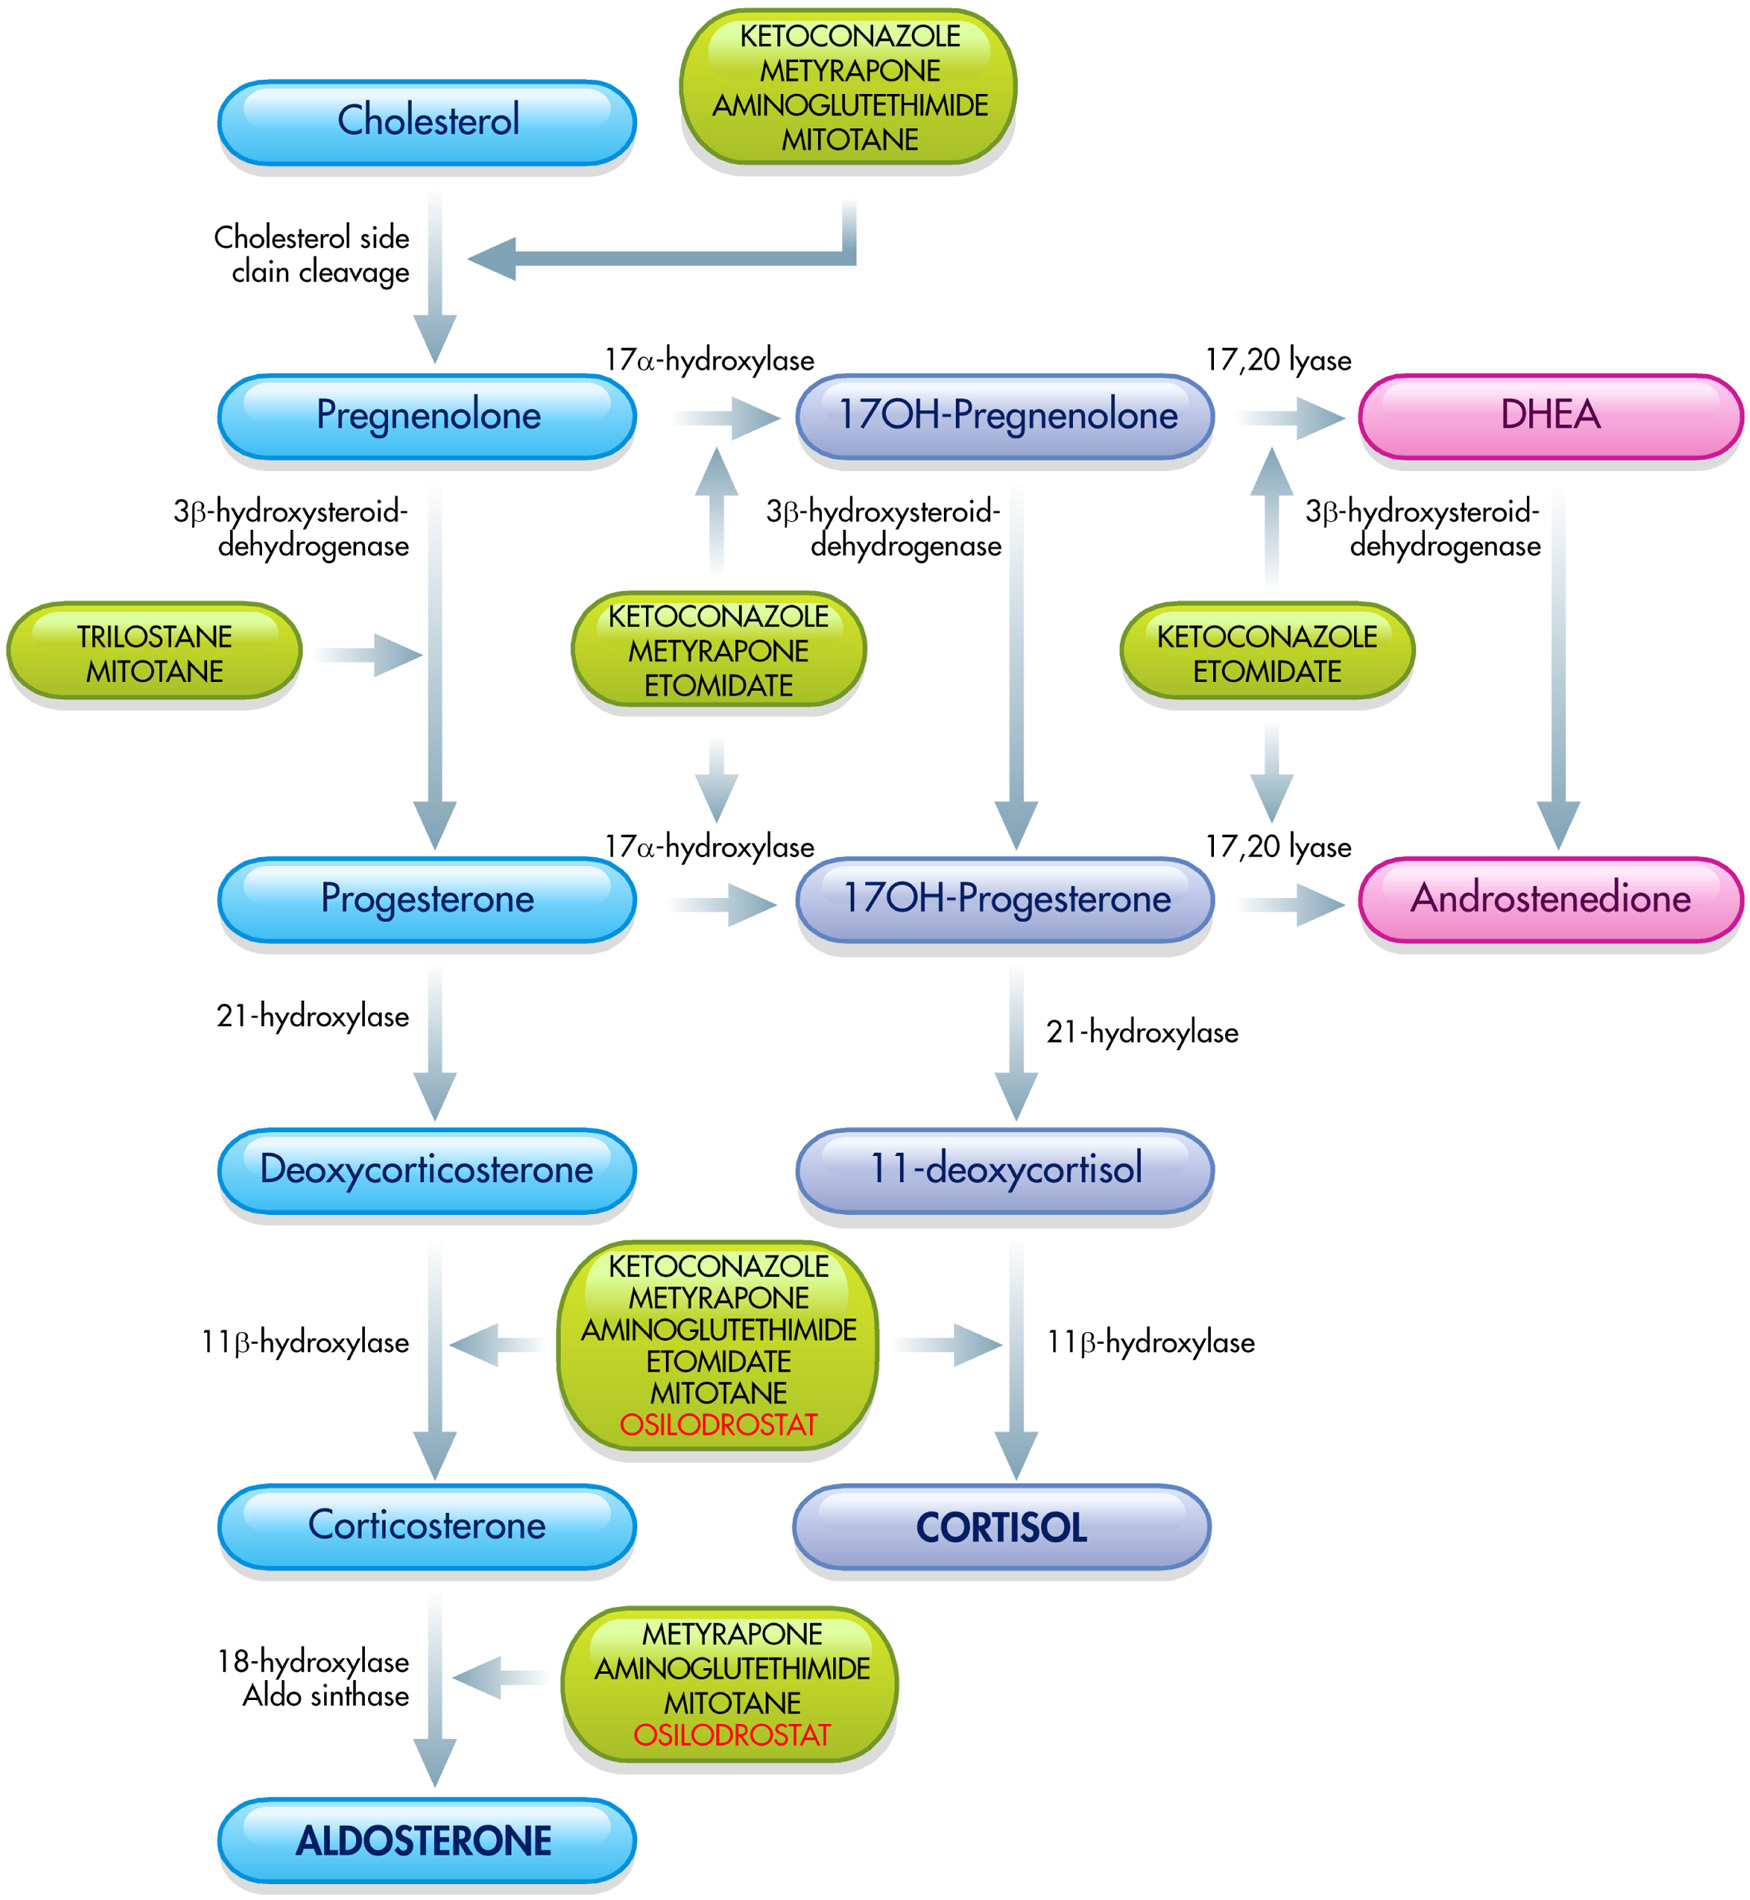 KETOCONAZOLE
METYRAPONE
AMINOGLUTETHIMIDE
MITOTANE
Cholesterol
Cholesterol side
clain cleavage
17α-hydroxylase
17,20 lyase
Pregnenolone
17OH-Pregnenolone
DHEA
3β-hydroxysteroid-
dehydrogenase
3β-hydroxysteroid-
dehydrogenase
3β-hydroxysteroid-
dehydrogenase
TRILOSTANE
MITOTANE
KETOCONAZOLE
METYRAPONE
ETOMIDATE
KETOCONAZOLE
ETOMIDATE
17α-hydroxylase
17,20 lyase
Progesterone
17OH-Progesterone
Androstenedione
21-hydroxylase
21-hydroxylase
Deoxycorticosterone
11-deoxycortisol
11β-hydroxylase
KETOCONAZOLE
METYRAPONE
AMINOGLUTETHIMIDE
ETOMIDATE
MITOTANE
OSILODROSTAT
11β-hydroxylase
Corticosterone
CORTISOL
18-hydroxylase
Aldo sinthase
METYRAPONE
AMINOGLUTETHIMIDE
MITOTANE
OSILODROSTAT
ALDOSTERONE